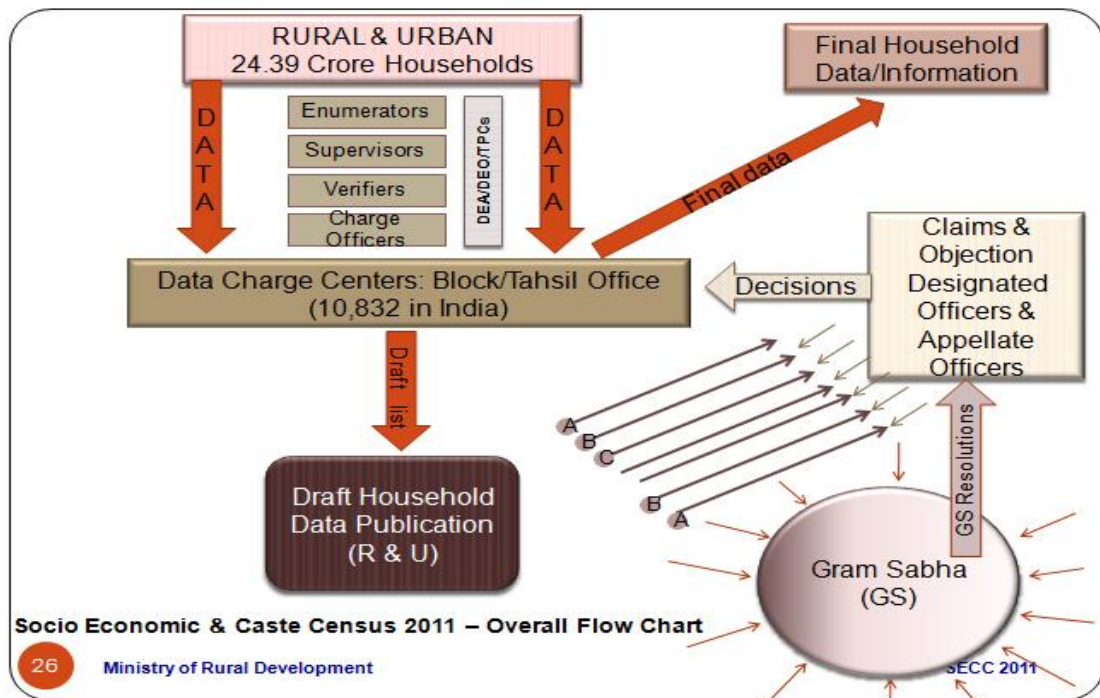 RURAL & URBAN
24.39 Crore Households
Final Household
Data/Information
DATA
Enumerators
Supervisors
Verifiers
Charge
Officers
DEA/DEO/TPCs
DATA
Final data
Claims &
Objection
Designated
Officers &
Appellate
Officers
Data Charge Centers: Block/Tahsil Office
(10,832 in India)
Decisions
Draft list
A
B
C
B
A
GS Resolutions
Draft Household
Data Publication
(R & U)
Gram Sabha
(GS)
Socio Economic & Caste Census 2011 – Overall Flow Chart
26
Ministry of Rural Development
SECC 2011